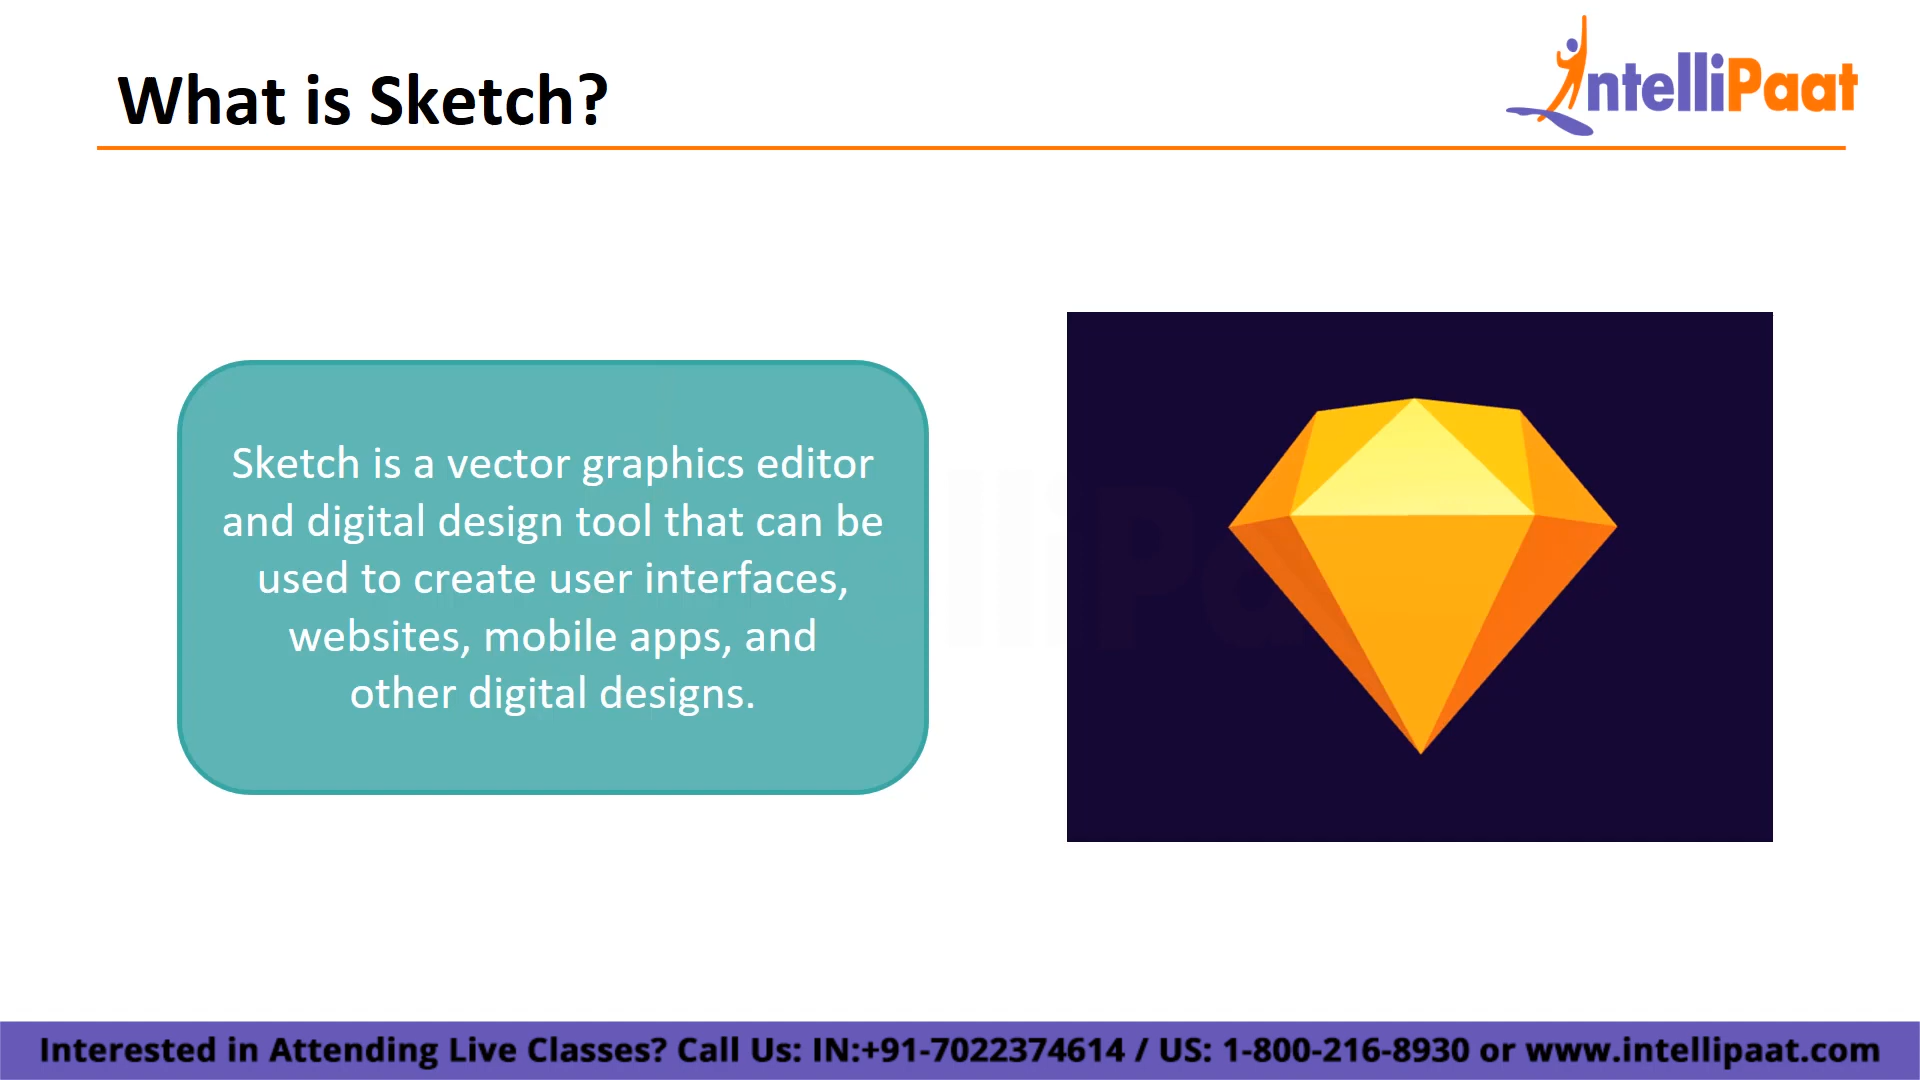 What is Sketch?
IntelliPaat
Sketch is a vector graphics editor
and digital design tool that can be
used to create user interfaces,
websites, mobile apps, and
other digital designs.
Interested in Attending Live Classes? Call Us: IN:+91-7022374614 / US: 1-800-216-8930 or www.intellipaat.com